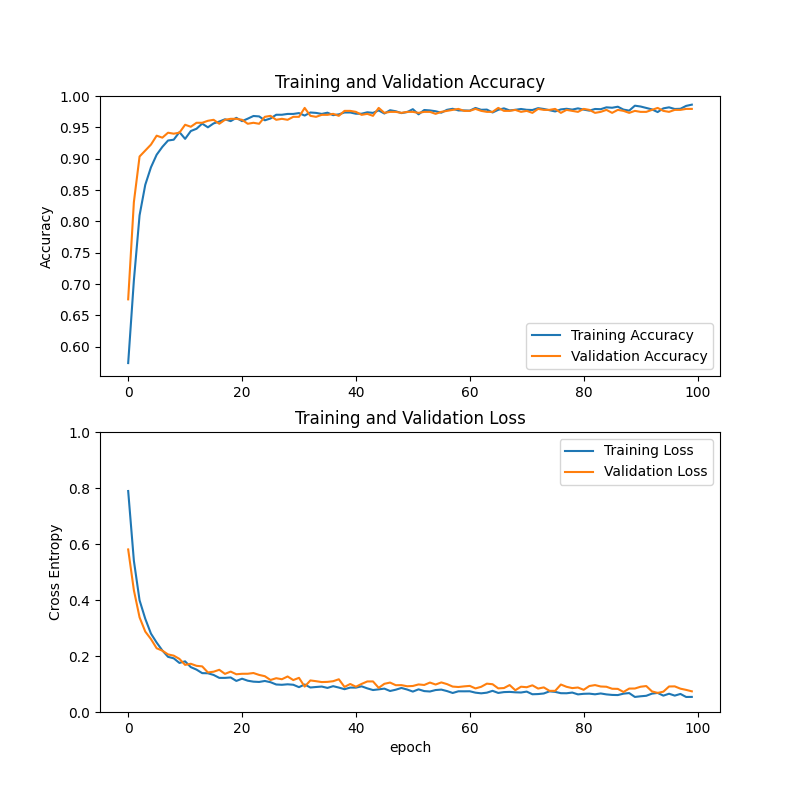 Training and Validation Accuracy
1.00
0.95
0.90
0.85
0.80
0.75
0.70
0.65
0.60
Accuracy
Training Accuracy
Validation Accuracy
0 20 40 60 80 100
Training and Validation Loss
1.0
0.8
0.6
0.4
0.2
0.0
Cross Entropy
Training Loss
Validation Loss
0 20 40 60 80 100
epoch